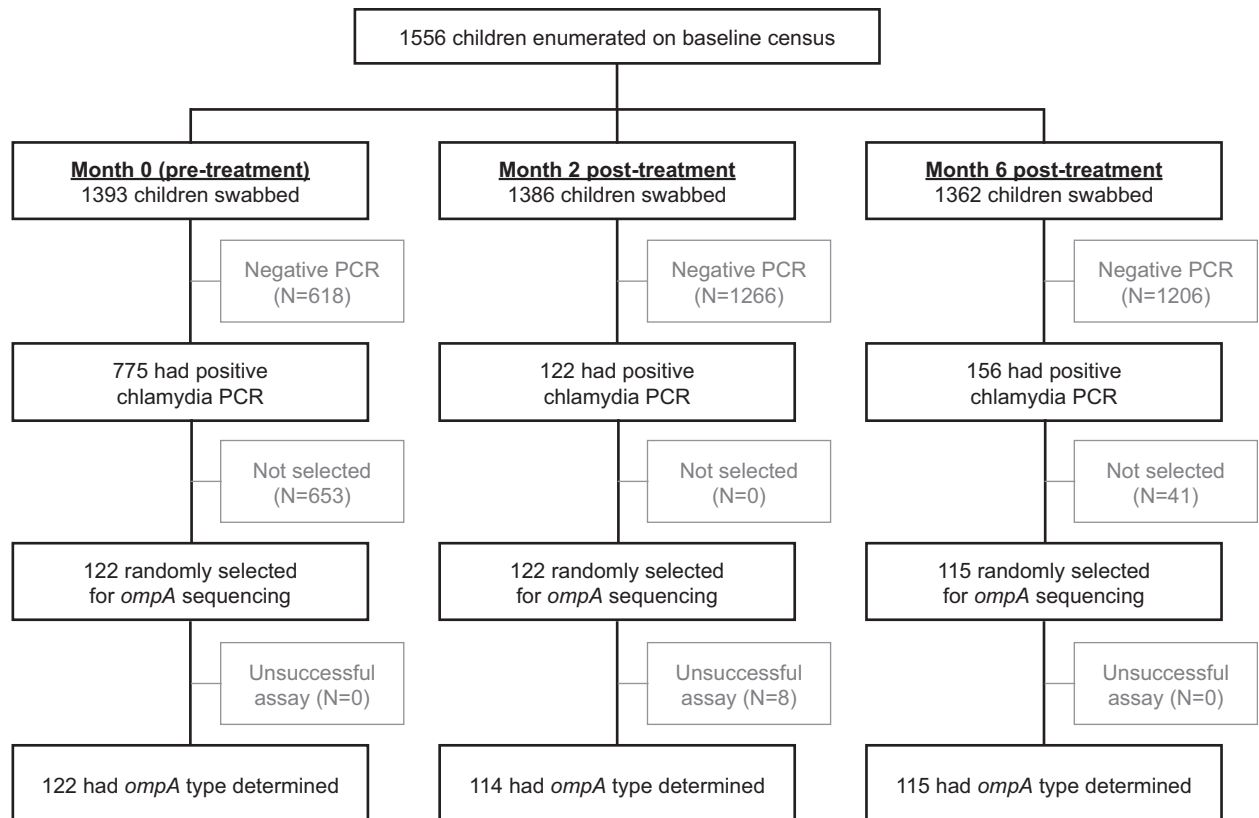 1556 children enumerated on baseline census
Month 0 (pre-treatment)
1393 children swabbed
Month 2 post-treatment
1386 children swabbed
Month 6 post-treatment
1362 children swabbed
Negative PCR
(N=618)
Negative PCR
(N=1266)
Negative PCR
(N=1206)
775 had positive
chlamydia PCR
122 had positive
chlamydia PCR
156 had positive
chlamydia PCR
Not selected
(N=653)
Not selected
(N=0)
Not selected
(N=41)
122 randomly selected
for ompA sequencing
122 randomly selected
for ompA sequencing
115 randomly selected
for ompA sequencing
Unsuccessful
assay (N=0)
Unsuccessful
assay (N=8)
Unsuccessful
assay (N=0)
122 had ompA type determined
114 had ompA type determined
115 had ompA type determined